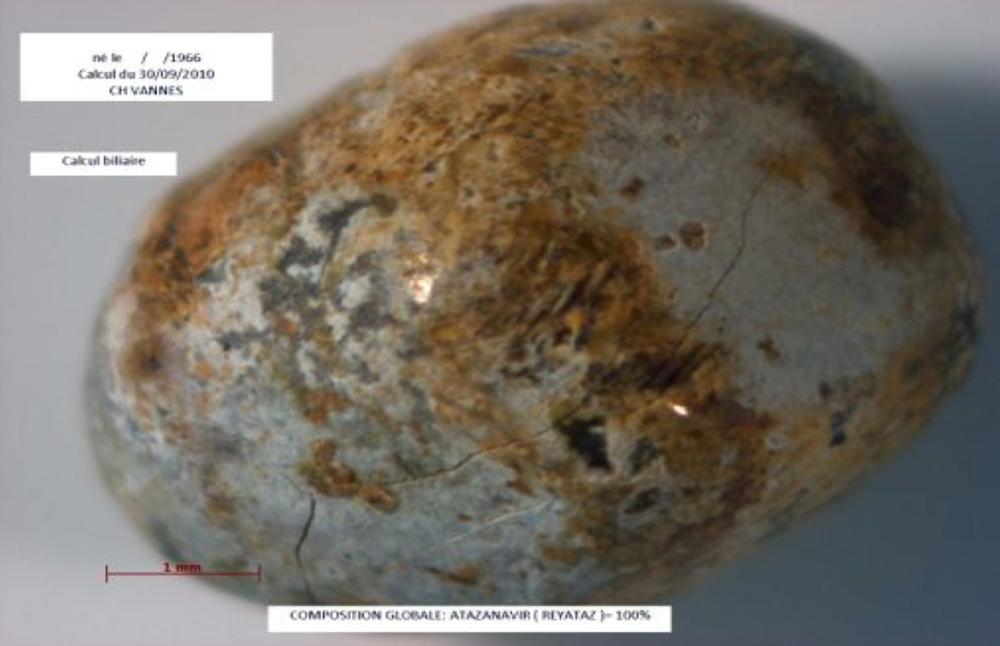 né le / /1966
Calcul du 30/09/2010
CH VANNES
Calcul biliaire
1 mm
COMPOSITION GLOBALE: ATAZANAVIR ( REYATAZ )= 100%